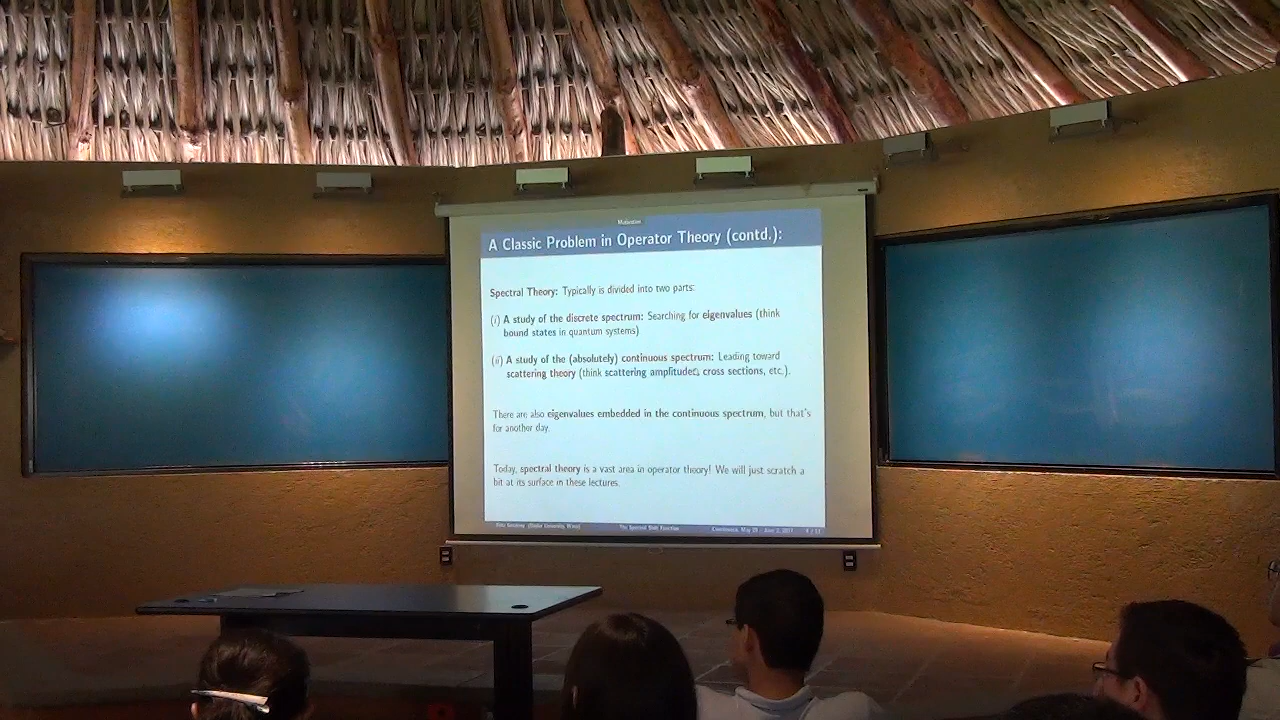 Motivation
A Classic Problem in Operator Theory (contd.):
Spectral Theory: Typically is divided into two parts:
(i) A study of the discrete spectrum: Searching for eigenvalues (think
bound states in quantum systems)
(ii) A study of the (absolutely) continuous spectrum: Leading toward
scattering theory (think scattering amplitudes, cross sections, etc.).
There are also eigenvalues embedded in the continuous spectrum, but that's
for another day.
Today, spectral theory is a vast area in operator theory! We will just scratch a
bit at its surface in these lectures.
The Spectral Shift Function